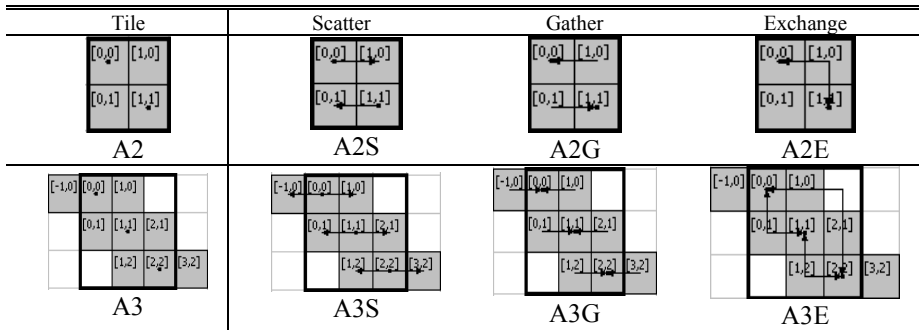 Tile Scatter Gather Exchange
[0,0] [1,0] [0,0] [1,0] [0,0] [1,0] [0,0] [1,0]
[0,1] [1,1] [0,1] [1,1] [0,1] [1,1] [0,1] [1,1]
A2 A2S A2G A2E
[-1,0] [0,0] [1,0] [-1,0] [0,0] [1,0] [-1,0] [0,0] [1,0] [-1,0] [0,0] [1,0]
[0,1] [1,1] [2,1] [0,1] [1,1] [2,1] [0,1] [1,1] [2,1] [0,1] [1,1] [2,1]
[1,2] [2,2] [3,2] [1,2] [2,2] [3,2] [1,2] [2,2] [3,2] [1,2] [2,2] [3,2]
A3 A3S A3G A3E